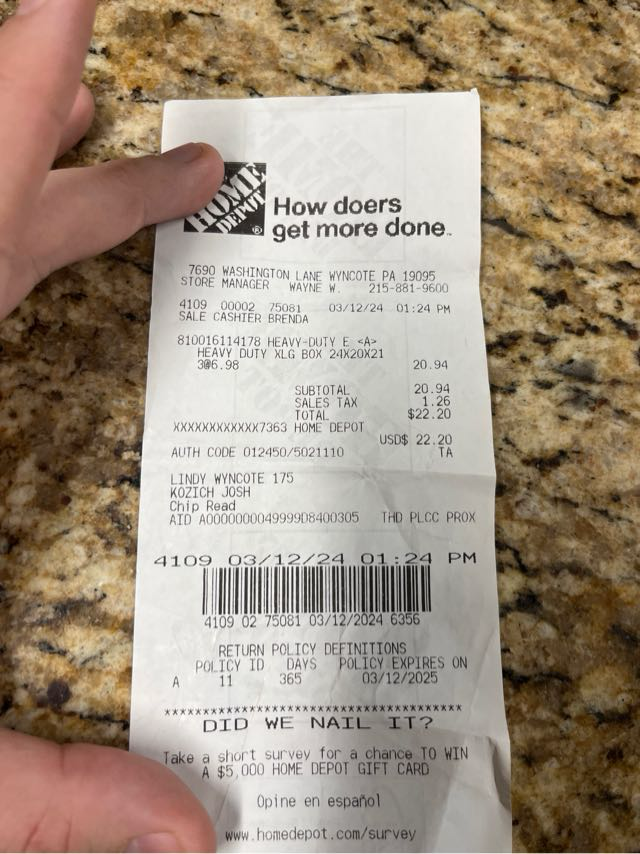 THE
HOME
DEPOT®
How doers
get more done.™
7690 WASHINGTON LANE WYNCOTE PA 19095
STORE MANAGER WAYNE W. 215-881-9600
4109 00002 75081 03/12/24 01:24 PM
SALE CASHIER BRENDA
810016114178 HEAVY-DUTY E <A>
HEAVY DUTY XLG BOX 24X20X21
3@6.98 20.94
SUBTOTAL 20.94
SALES TAX 1.26
TOTAL $22.20
XXXXXXXXXXXX7363 HOME DEPOT
USD$ 22.20
AUTH CODE 012450/5021110 TA
LINDY WYNCOTE 175
KOZICH JOSH
Chip Read
AID A0000000049999D8400305 THD PLCC PROX
4109 03/12/24 01:24 PM
4109 02 75081 03/12/2024 6356
RETURN POLICY DEFINITIONS
POLICY ID DAYS POLICY EXPIRES ON
A 11 365 03/12/2025
*******************************************
DID WE NAIL IT?
Take a short survey for a chance TO WIN
A $5,000 HOME DEPOT GIFT CARD
Opine en español
www.homedepot.com/survey